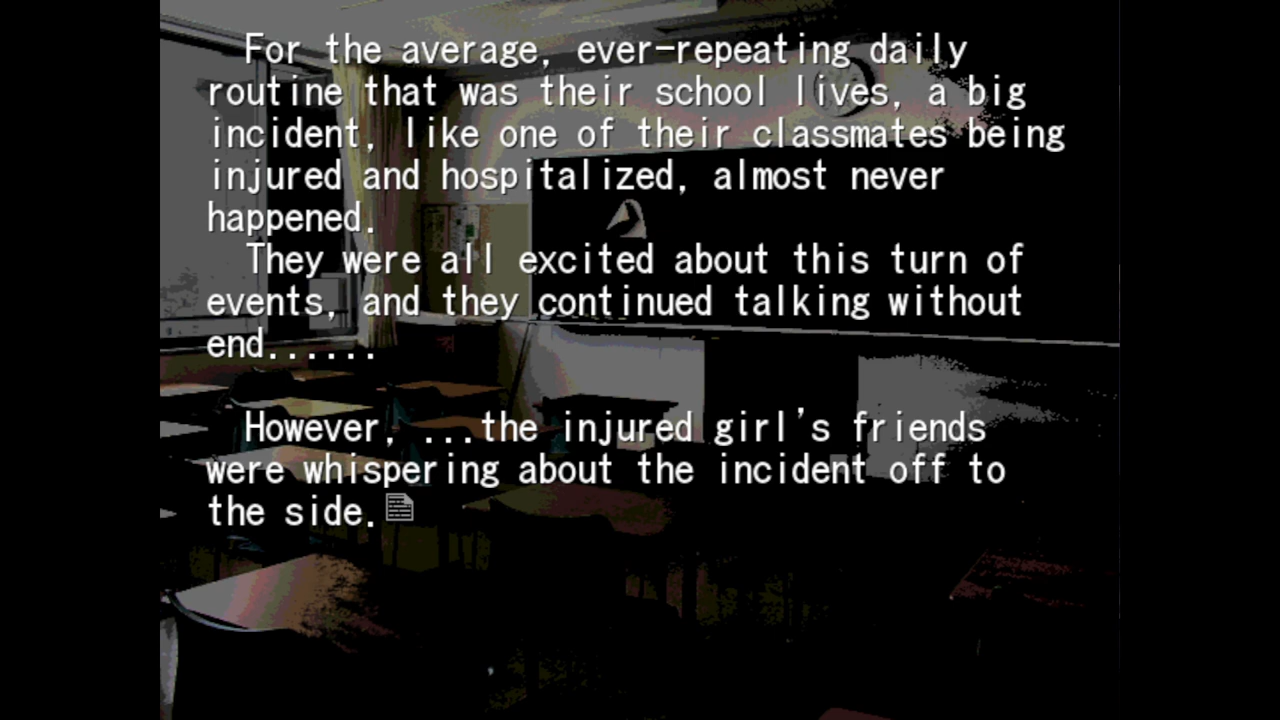 For the average, ever-repeating daily
routine that was their school lives, a big
incident, like one of their classmates being
injured and hospitalized, almost never
happened.
They were all excited about this turn of
events, and they continued talking without
end......
However, ...the injured girl's friends
were whispering about the incident off to
the side.